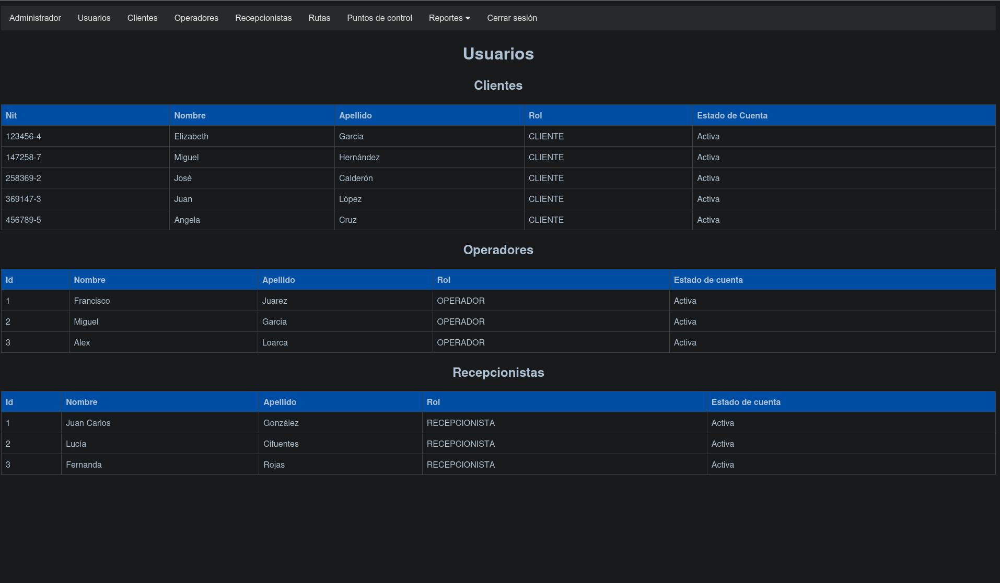 Administrador Usuarios Clientes Operadores Recepcionistas Rutas Puntos de control Reportes Cerrar sesión
Usuarios
Clientes
Nit Nombre Apellido Rol Estado de Cuenta
123456-4 Elizabeth Garcia CLIENTE Activa
147258-7 Miguel Hernández CLIENTE Activa
258369-2 José Calderón CLIENTE Activa
369147-3 Juan López CLIENTE Activa
456789-5 Angela Cruz CLIENTE Activa
Operadores
Id Nombre Apellido Rol Estado de cuenta
1 Francisco Juarez OPERADOR Activa
2 Miguel Garcia OPERADOR Activa
3 Alex Loarca OPERADOR Activa
Recepcionistas
Id Nombre Apellido Rol Estado de cuenta
1 Juan Carlos González RECEPCIONISTA Activa
2 Lucía Cifuentes RECEPCIONISTA Activa
3 Fernanda Rojas RECEPCIONISTA Activa